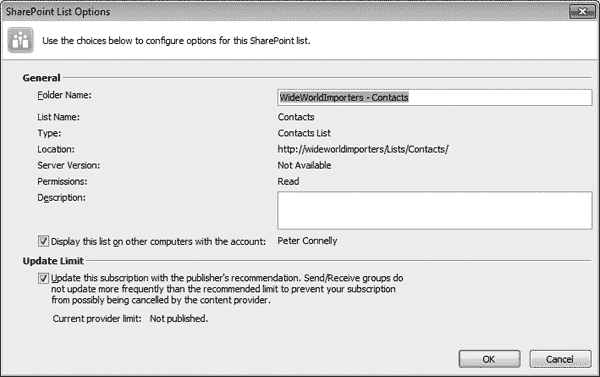 SharePoint List Options
Use the choices below to configure options for this SharePoint list.
General
Folder Name: WideWorldImporters - Contacts
List Name: Contacts
Type: Contacts List
Location: http://wideworldimporters/Lists/Contacts/
Server Version: Not Available
Permissions: Read
Description:
Display this list on other computers with the account: Peter Connelly
Update Limit
Update this subscription with the publisher's recommendation. Send/Receive groups do
not update more frequently than the recommended limit to prevent your subscription
from possibly being cancelled by the content provider.
Current provider limit: Not published.
OK Cancel